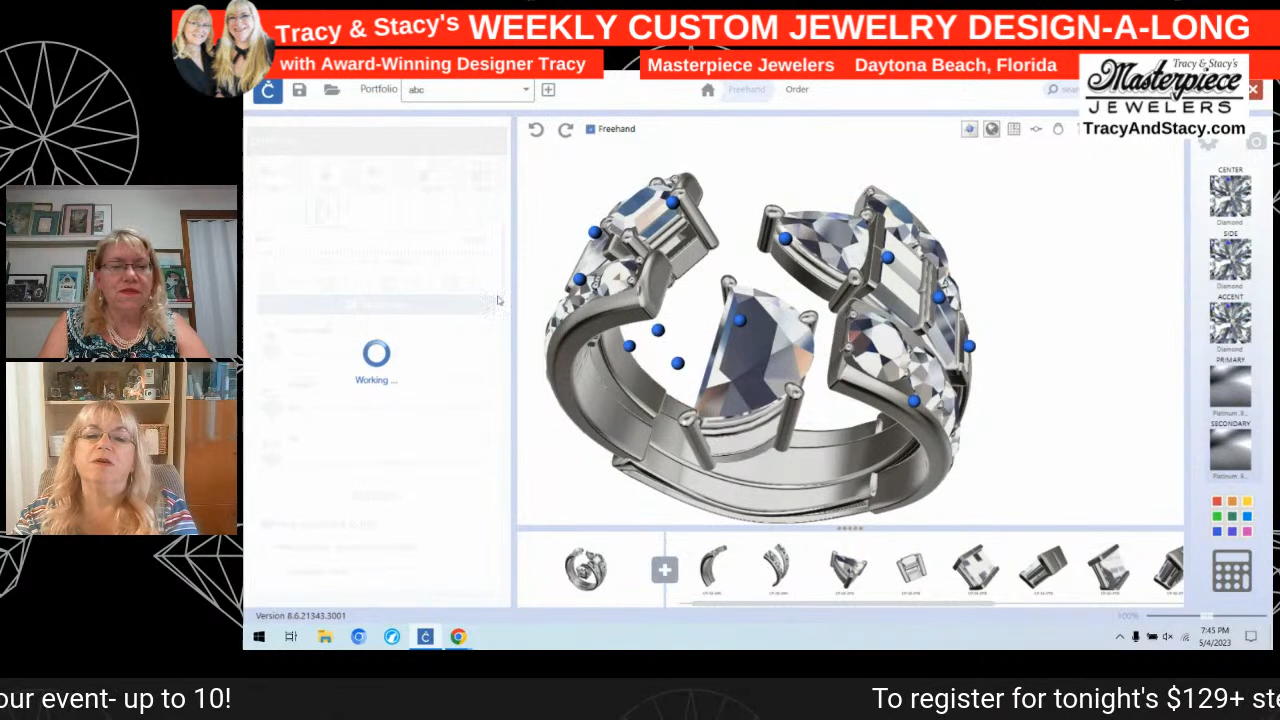 Tracy & Stacy's WEEKLY CUSTOM JEWELRY DESIGN-A-LONG
with Award-Winning Designer Tracy
Masterpiece Jewelers Daytona Beach, Florida
Tracy & Stacy's
Masterpiece
JEWELERS
TracyAndStacy.com
Portfolio abc
Freehand Order
Freehand
CENTER
Diamond
SIDE
Diamond
ACCENT
Diamond
PRIMARY
SECONDARY
Working ...
100%
Version 8.6.21343.3001
7:45 PM
5/4/2023
our event- up to 10!
To register for tonight's $129+ ste